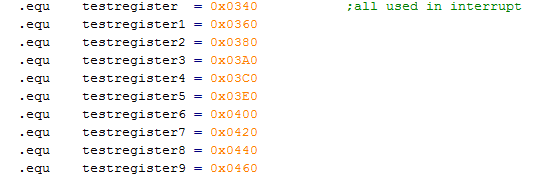 .equ    testregister  = 0x0340           ;all used in interrupt
.equ    testregister1 = 0x0360
.equ    testregister2 = 0x0380
.equ    testregister3 = 0x03A0
.equ    testregister4 = 0x03C0
.equ    testregister5 = 0x03E0
.equ    testregister6 = 0x0400
.equ    testregister7 = 0x0420
.equ    testregister8 = 0x0440
.equ    testregister9 = 0x0460